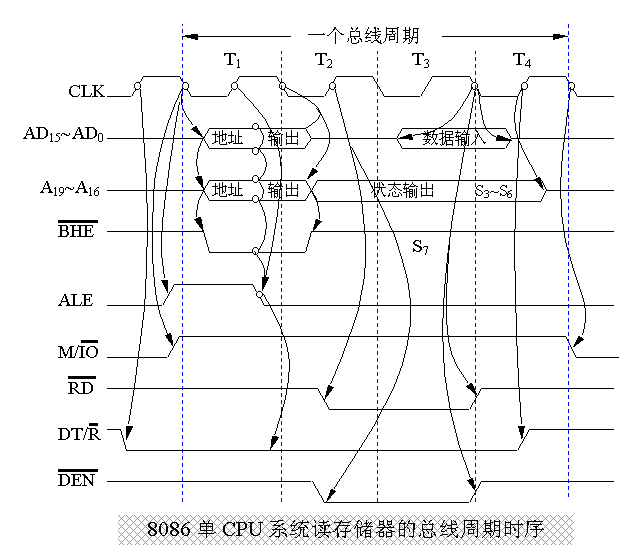 一个总线周期
T1 T2 T3 T4
CLK
AD15~AD0 地址 输出 数据输入
A19~A16 地址 输出 状态输出 S3~S6
BHE
S7
ALE
M/IO
RD
DT/R
DEN
8086 单 CPU 系统读存储器的总线周期时序